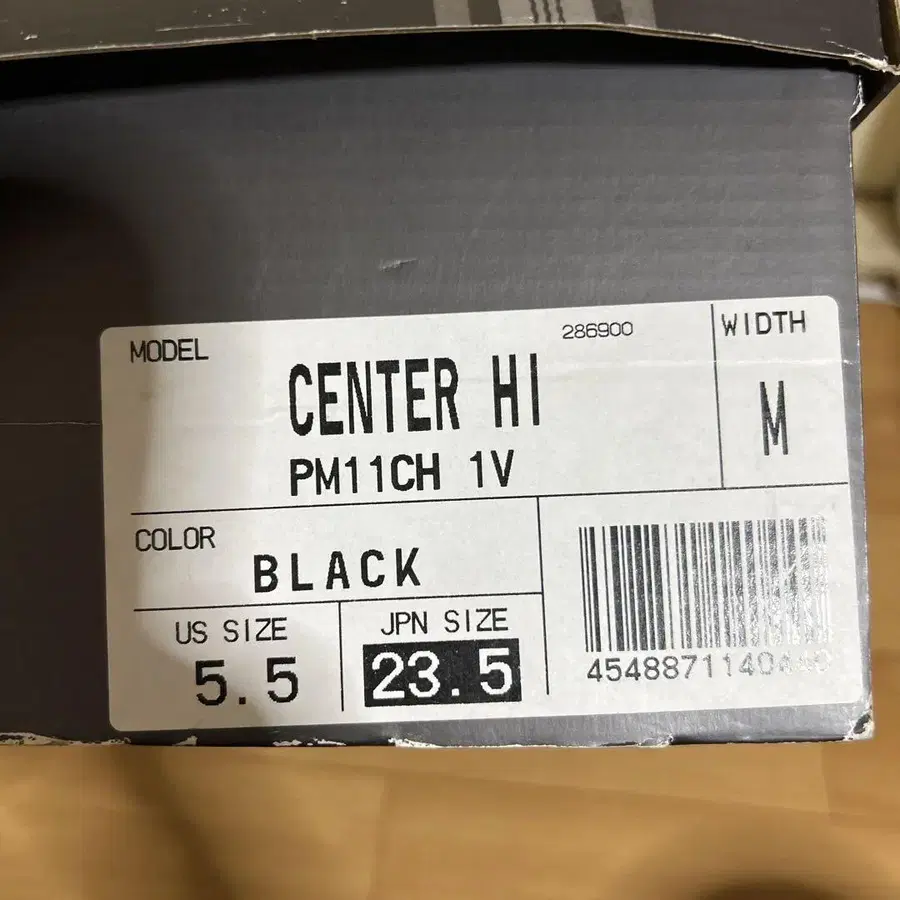 MODEL
286900
CENTER HI
PM11CH 1V
WIDTH
M
COLOR
BLACK
US SIZE
5.5
JPN SIZE
23.5